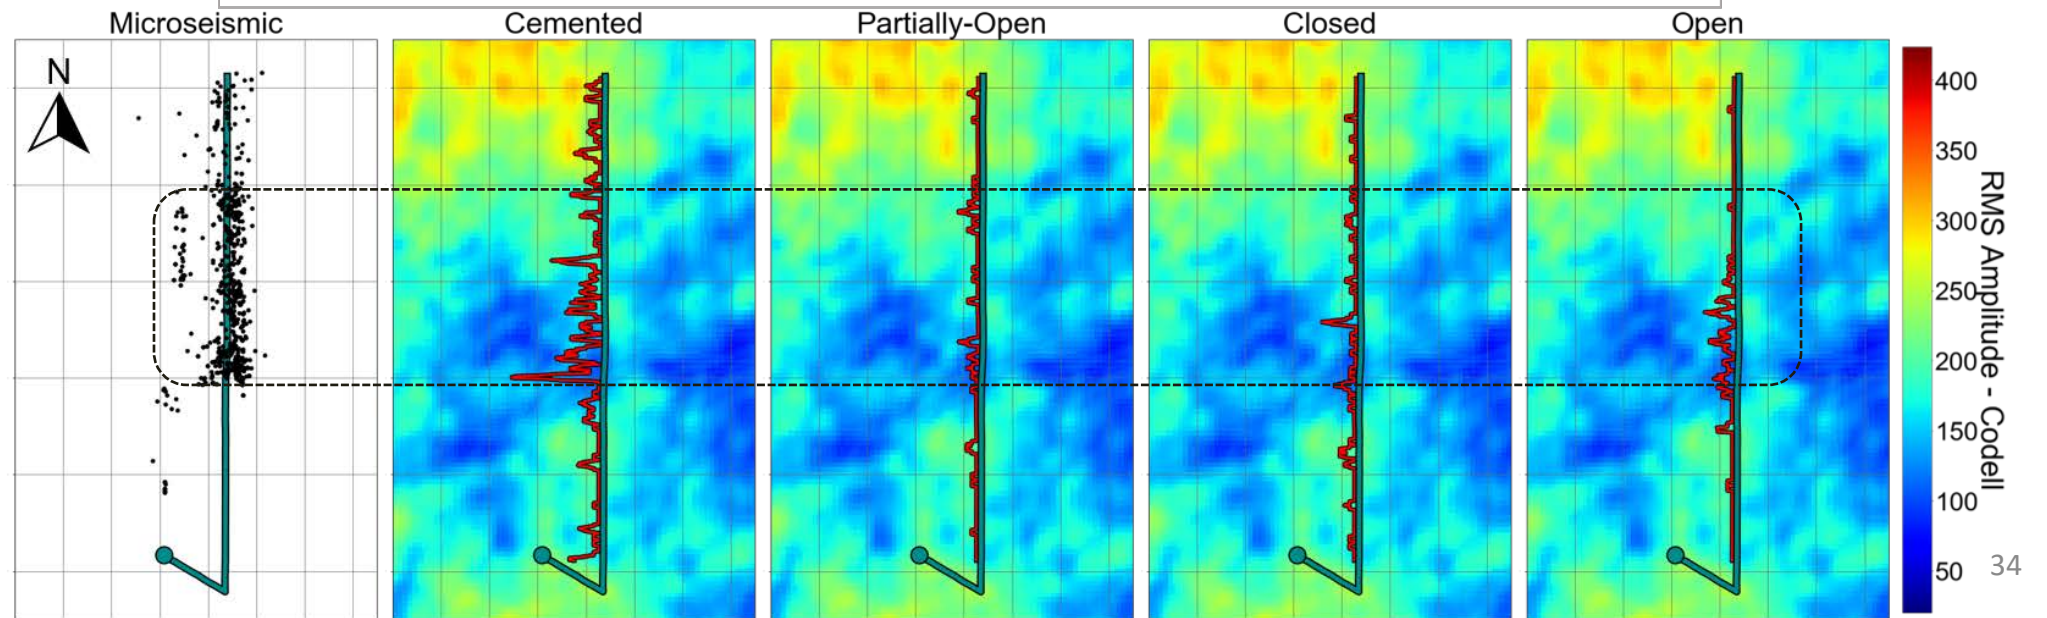 Microseismic
Cemented
Partially-Open
Closed
Open
N
400
350
300
250
200
150
100
50
RMS Amplitude - Codell
34